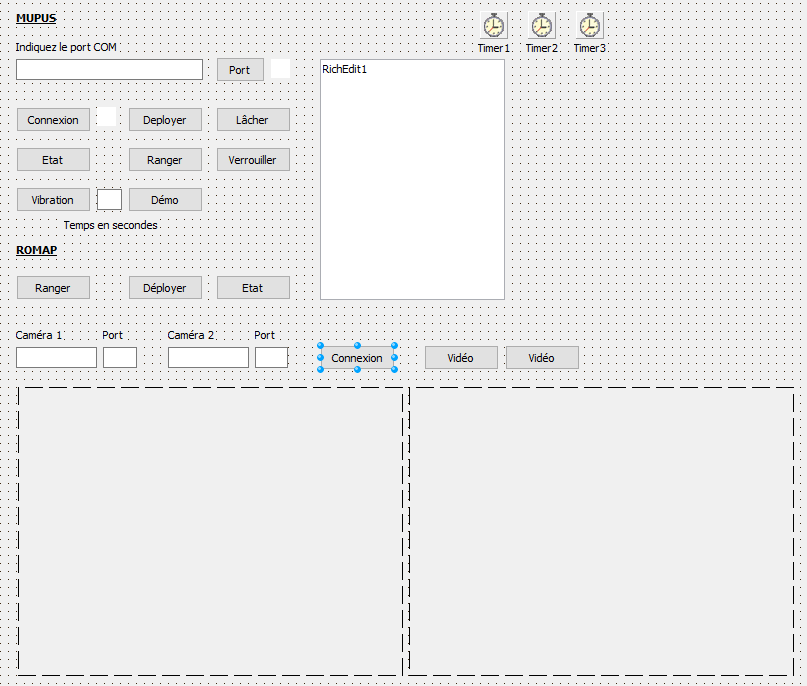 MUPUS
Timer1 Timer2 Timer3
Indiquez le port COM
Port
RichEdit1
Connexion Deployer Lâcher
Etat Ranger Verrouiller
Vibration Démo
Temps en secondes
ROMAP
Ranger Déployer Etat
Caméra 1 Port Caméra 2 Port
Connexion Vidéo Vidéo